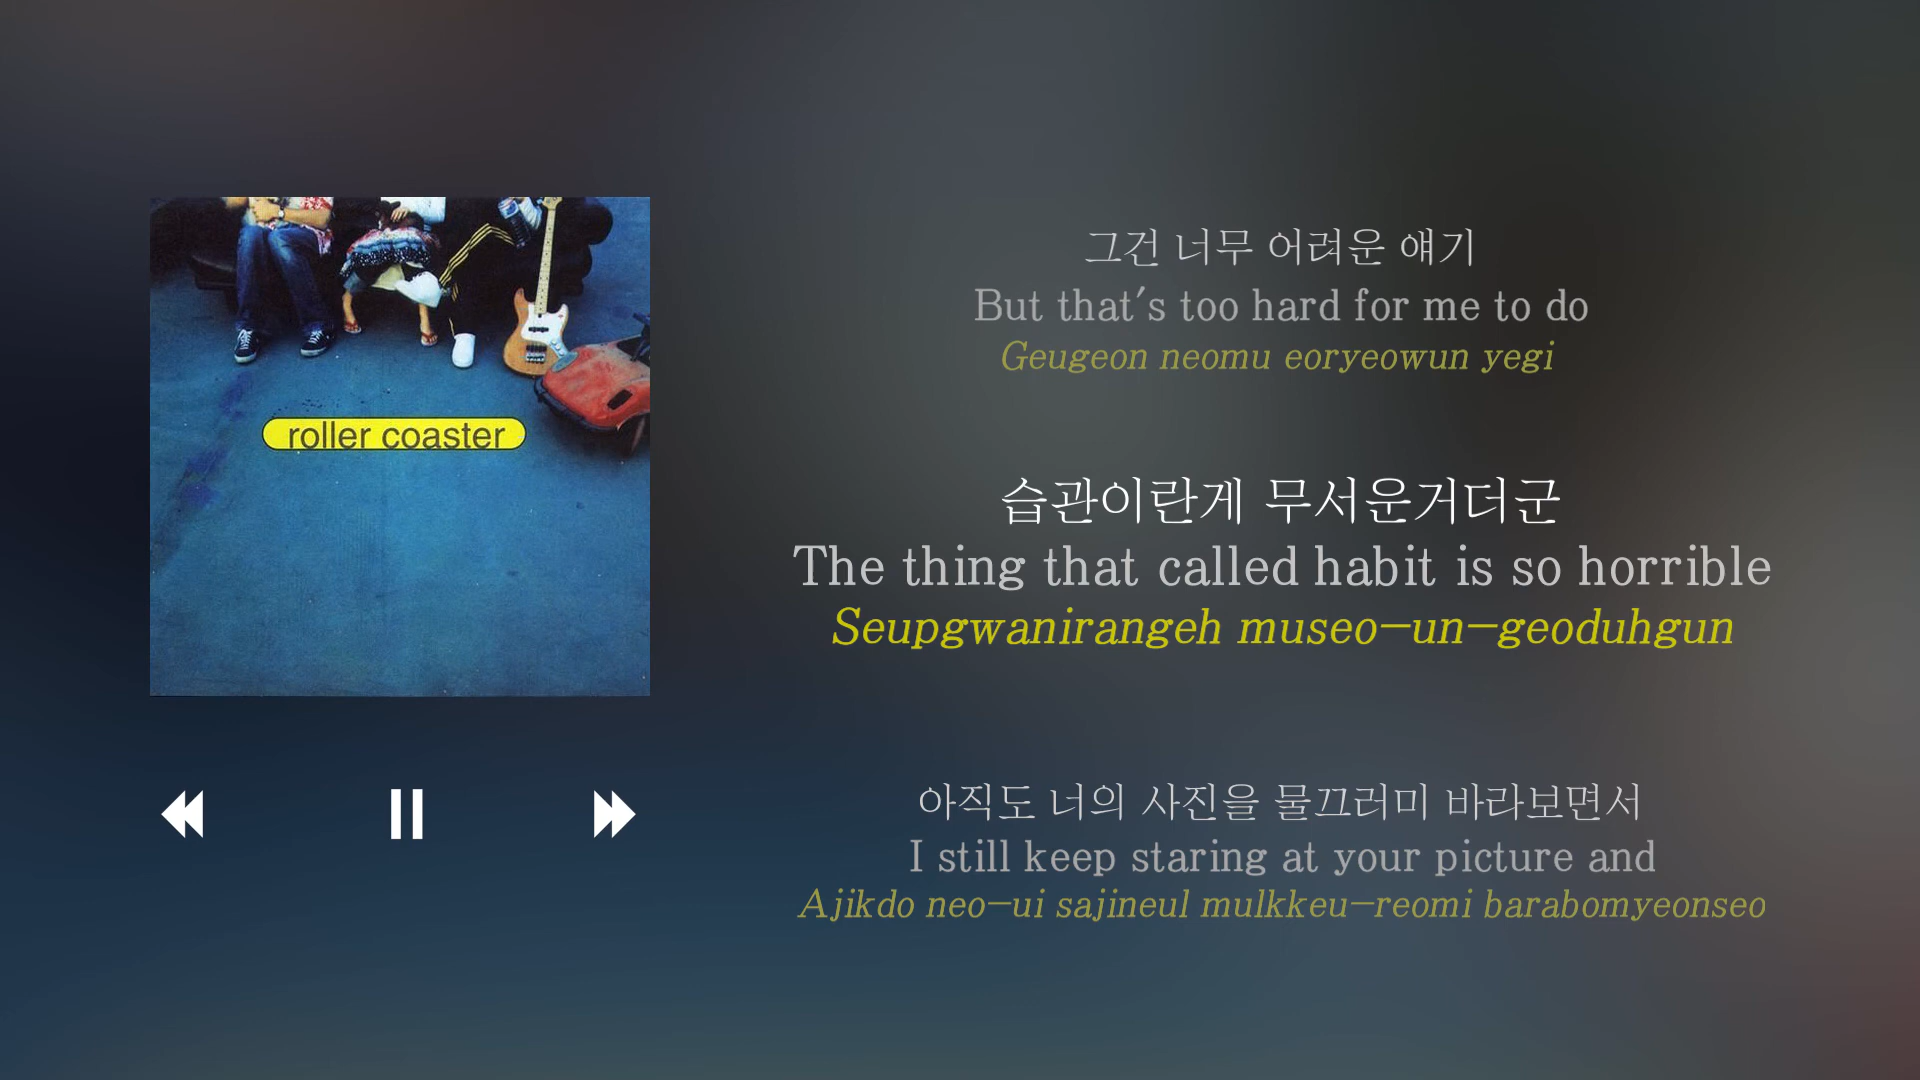 roller coaster
그건 너무 어려운 얘기
But that's too hard for me to do
Geugeon neomu eoryeowun yegi
습관이란게 무서운거더군
The thing that called habit is so horrible
Seupgwanirangeh museo-un-geoduhgun
아직도 너의 사진을 물끄러미 바라보면서
I still keep staring at your picture and
Ajikdo neo-ui sajineul mulkkeu-reomi barabomyeonseo